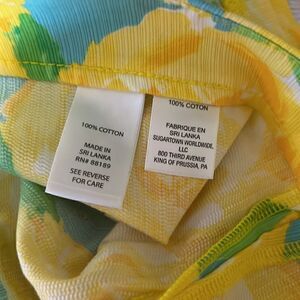 100% COTTON
MADE IN
SRI LANKA
RN# 88189
SEE REVERSE
FOR CARE
100% COTON
FABRIQUE EN
SRI LANKA
SUGARTOWN WORLDWIDE,
LLC
800 THIRD AVENUE
KING OF PRUSSIA, PA